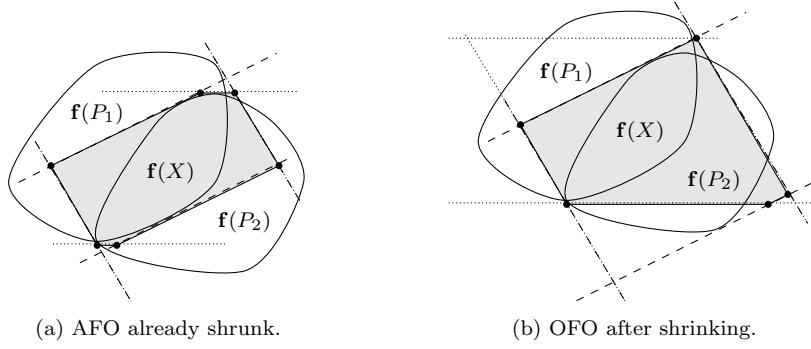 f(P₁)
f(X)
f(P₂)
(a) AFO already shrunk.
f(P₁)
f(X)
f(P₂)
(b) OFO after shrinking.